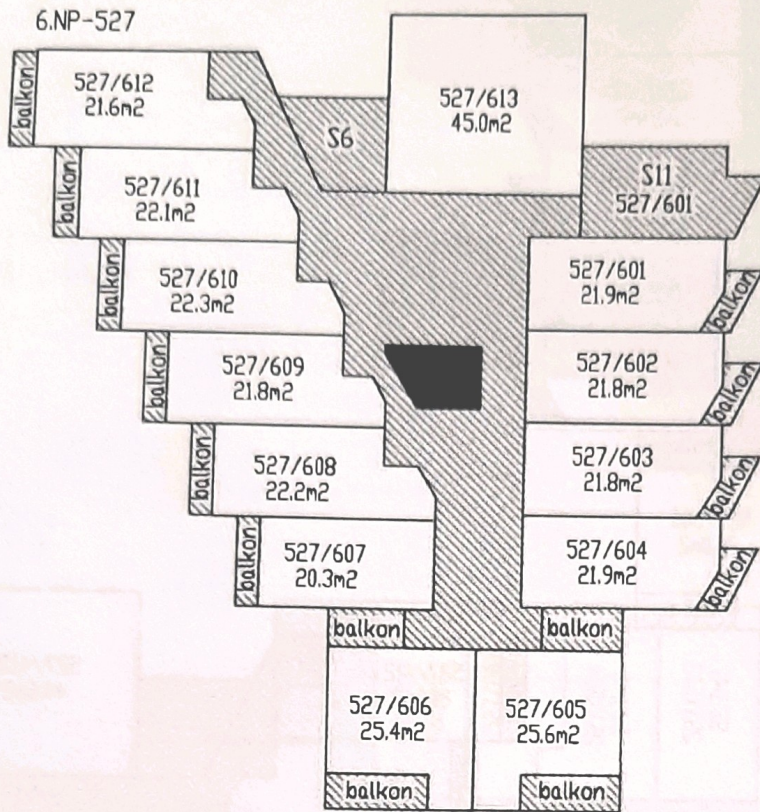 6.NP-527
527/612
21.6m2
balkon
S6
527/613
45.0m2
S11
527/601
527/611
22.1m2
balkon
527/601
21.9m2
balkon
527/610
22.3m2
balkon
527/602
21.8m2
balkon
527/609
21.8m2
balkon
527/603
21.8m2
balkon
527/608
22.2m2
balkon
527/604
21.9m2
balkon
527/607
20.3m2
balkon
balkon
balkon
527/606
25.4m2
527/605
25.6m2
balkon
balkon